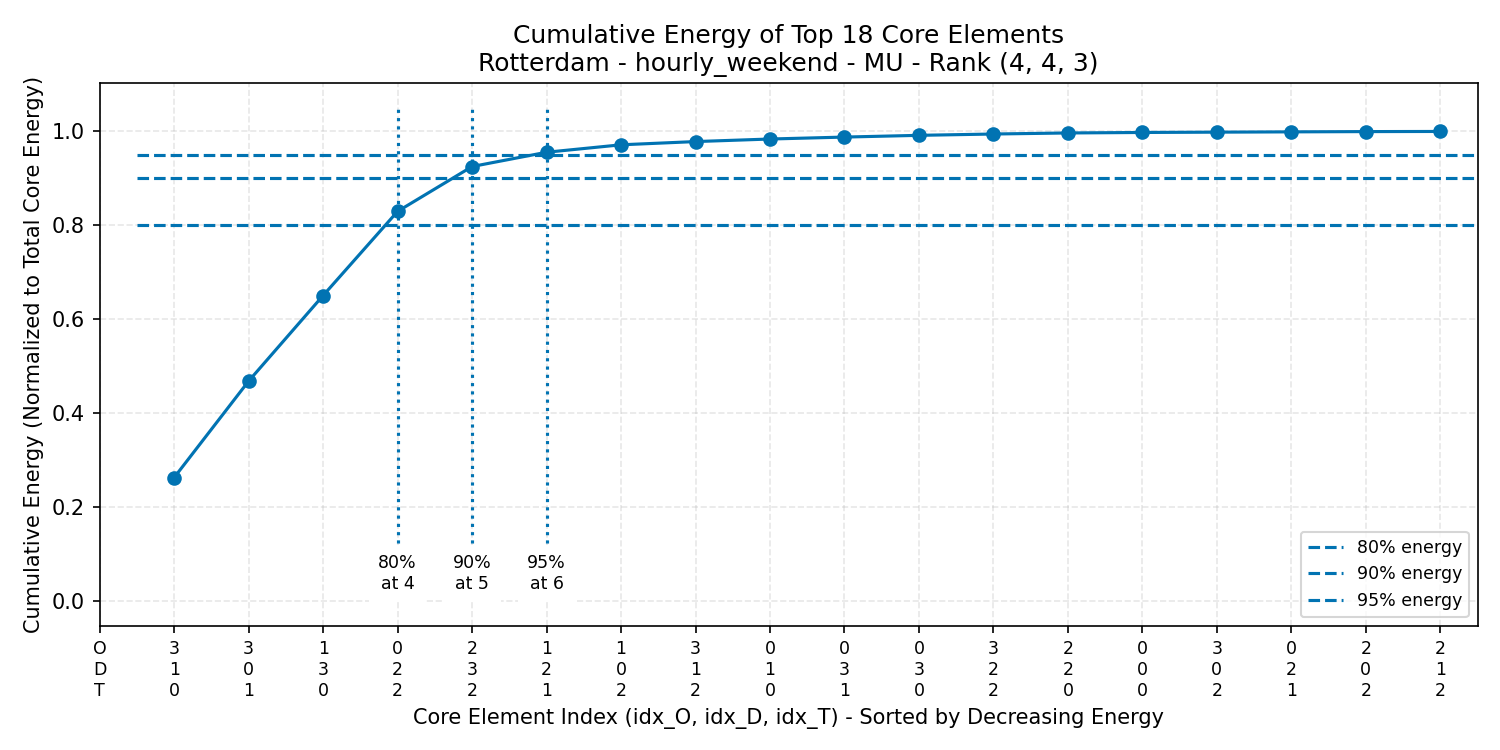 Cumulative Energy of Top 18 Core Elements
Rotterdam - hourly_weekend - MU - Rank (4, 4, 3)
Cumulative Energy (Normalized to Total Core Energy)
1.0
0.8
0.6
0.4
0.2
0.0
80% at 4
90% at 5
95% at 6
80% energy
90% energy
95% energy
O 3 3 1 0 2 1 1 3 0 0 0 3 2 0 3 0 2 2
D 1 0 3 2 3 2 0 1 1 3 3 2 2 0 0 2 0 1
T 0 1 0 2 2 1 2 2 0 1 0 2 0 0 2 1 2 2
Core Element Index (idx_O, idx_D, idx_T) - Sorted by Decreasing Energy